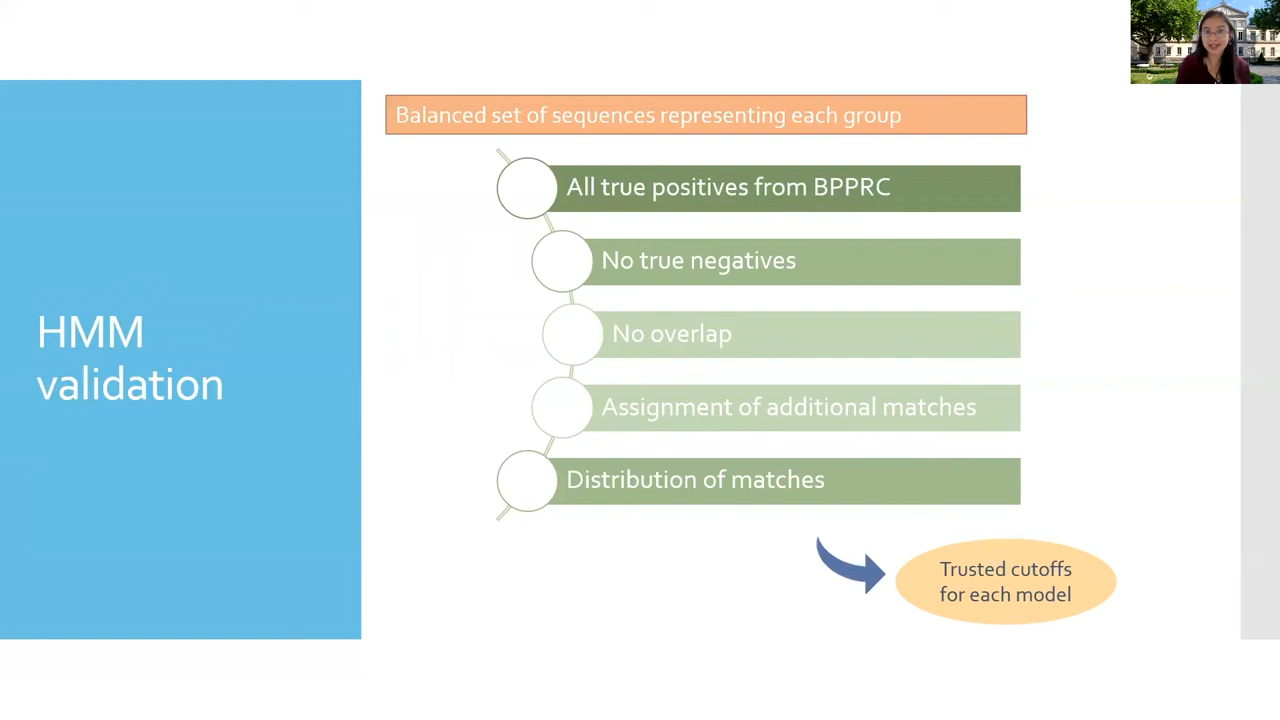 Balanced set of sequences representing each group
All true positives from BPPRC
No true negatives
No overlap
Assignment of additional matches
Distribution of matches
HMM
validation
Trusted cutoffs
for each model